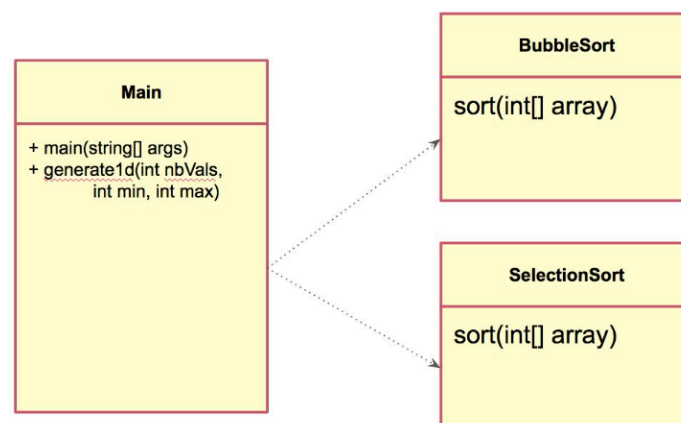 Main
+ main(string[] args)
+ generate1d(int nbVals,
int min, int max)
BubbleSort
sort(int[] array)
SelectionSort
sort(int[] array)